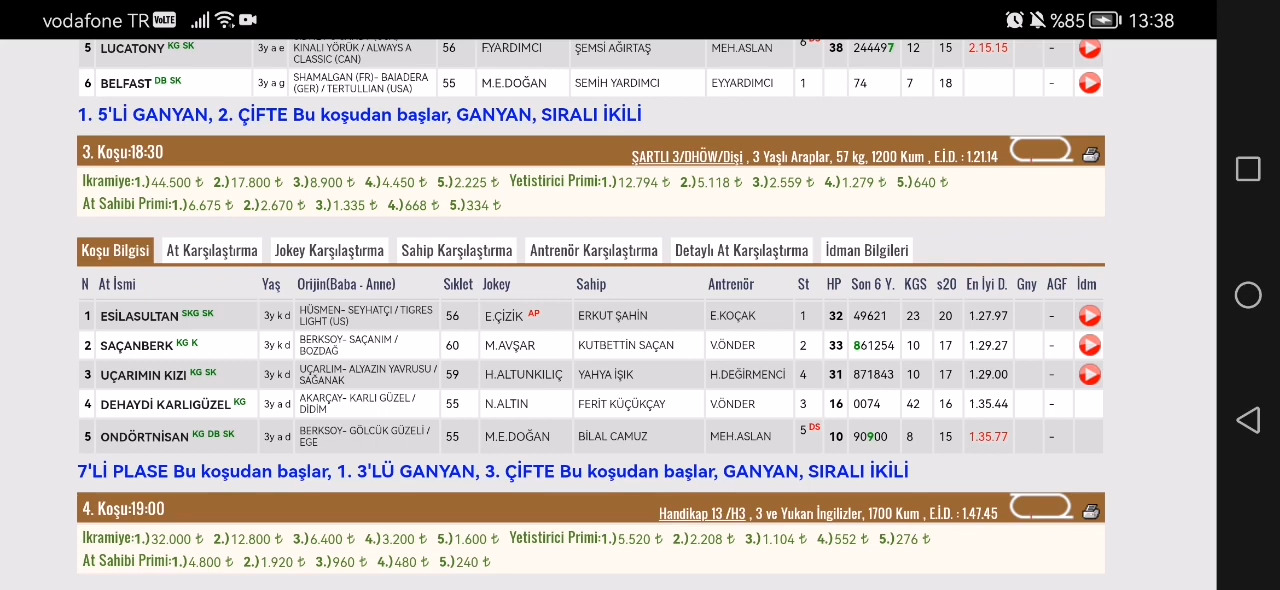 vodafone TR VoLTE %85 13:38
5 LUCATONY KG SK 3y a e KINALI YÖRÜK / ALWAYS A CLASSIC (CAN) 56 F.YARDIMCI ŞEMSİ AĞIRTAŞ MEH.ASLAN 6 DS 38 244497 12 15 2.15.15 -
6 BELFAST DB SK 3y a g SHAMALGAN (FR)- BAIADERA (GER) / TERTULLIAN (USA) 55 M.E.DOĞAN SEMİH YARDIMCI E.Y.YARDIMCI 1 74 7 18 -
1. 5'Lİ GANYAN, 2. ÇİFTE Bu koşudan başlar, GANYAN, SIRALI İKİLİ
3. Koşu:18:30 ŞARTLI 3/DHÖW/Dişi , 3 Yaşlı Araplar, 57 kg, 1200 Kum , E.İ.D. : 1.21.14
Ikramiye:1.)44.500 ₺ 2.)17.800 ₺ 3.)8.900 ₺ 4.)4.450 ₺ 5.)2.225 ₺ Yetistirici Primi:1.)12.794 ₺ 2.)5.118 ₺ 3.)2.559 ₺ 4.)1.279 ₺ 5.)640 ₺
At Sahibi Primi:1.)6.675 ₺ 2.)2.670 ₺ 3.)1.335 ₺ 4.)668 ₺ 5.)334 ₺
Koşu Bilgisi At Karşılaştırma Jokey Karşılaştırma Sahip Karşılaştırma Antrenör Karşılaştırma Detaylı At Karşılaştırma İdman Bilgileri
N At İsmi Yaş Orijin(Baba - Anne) Sıklet Jokey Sahip Antrenör St HP Son 6 Y. KGS s20 En İyi D. Gny AGF İdm
1 ESİLASULTAN SKG SK 3y k d HÜSMEN- SEYHATÇI / TIGRES LIGHT (US) 56 E.ÇİZİK AP ERKUT ŞAHİN E.KOÇAK 1 32 49621 23 20 1.27.97 -
2 SAÇANBERK KG K 3y k d BERKSOY- SAÇANIM / BOZDAĞ 60 M.AVŞAR KUTBETTİN SAÇAN V.ÖNDER 2 33 861254 10 17 1.29.27 -
3 UÇARIMIN KIZI KG SK 3y k d UÇARLIM- ALYAZIN YAVRUSU / SAĞANAK 59 H.ALTUNKILIÇ YAHYA IŞIK H.DEĞİRMENCİ 4 31 871843 10 17 1.29.00 -
4 DEHAYDİ KARLIGÜZEL KG 3y a d AKARÇAY- KARLI GÜZEL / DİDİM 55 N.ALTIN FERİT KÜÇÜKÇAY V.ÖNDER 3 16 0074 42 16 1.35.44 -
5 ONDÖRTNİSAN KG DB SK 3y a d BERKSOY- GÖLCÜK GÜZELİ / EGE 55 M.E.DOĞAN BİLAL CAMUZ MEH.ASLAN 5 DS 10 90900 8 15 1.35.77 -
7'Lİ PLASE Bu koşudan başlar, 1. 3'LÜ GANYAN, 3. ÇİFTE Bu koşudan başlar, GANYAN, SIRALI İKİLİ
4. Koşu:19:00 Handikap 13 /H3 , 3 ve Yukarı İngilizler, 1700 Kum , E.İ.D. : 1.47.45
Ikramiye:1.)32.000 ₺ 2.)12.800 ₺ 3.)6.400 ₺ 4.)3.200 ₺ 5.)1.600 ₺ Yetistirici Primi:1.)5.520 ₺ 2.)2.208 ₺ 3.)1.104 ₺ 4.)552 ₺ 5.)276 ₺
At Sahibi Primi:1.)4.800 ₺ 2.)1.920 ₺ 3.)960 ₺ 4.)480 ₺ 5.)240 ₺